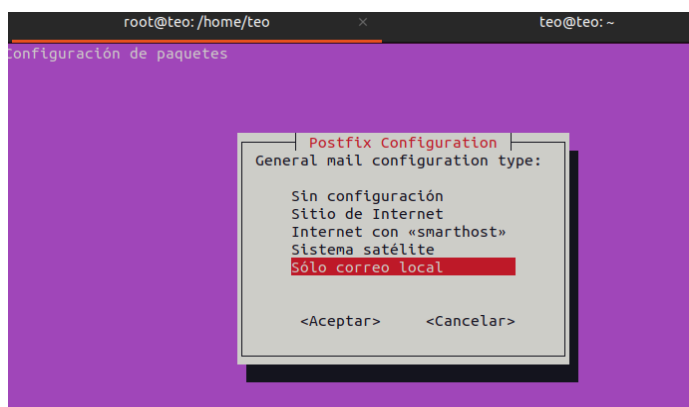 root@teo: /home/teo × teo@teo: ~
Configuración de paquetes
Postfix Configuration
General mail configuration type:
Sin configuración
Sitio de Internet
Internet con «smarthost»
Sistema satélite
Sólo correo local
<Aceptar> <Cancelar>